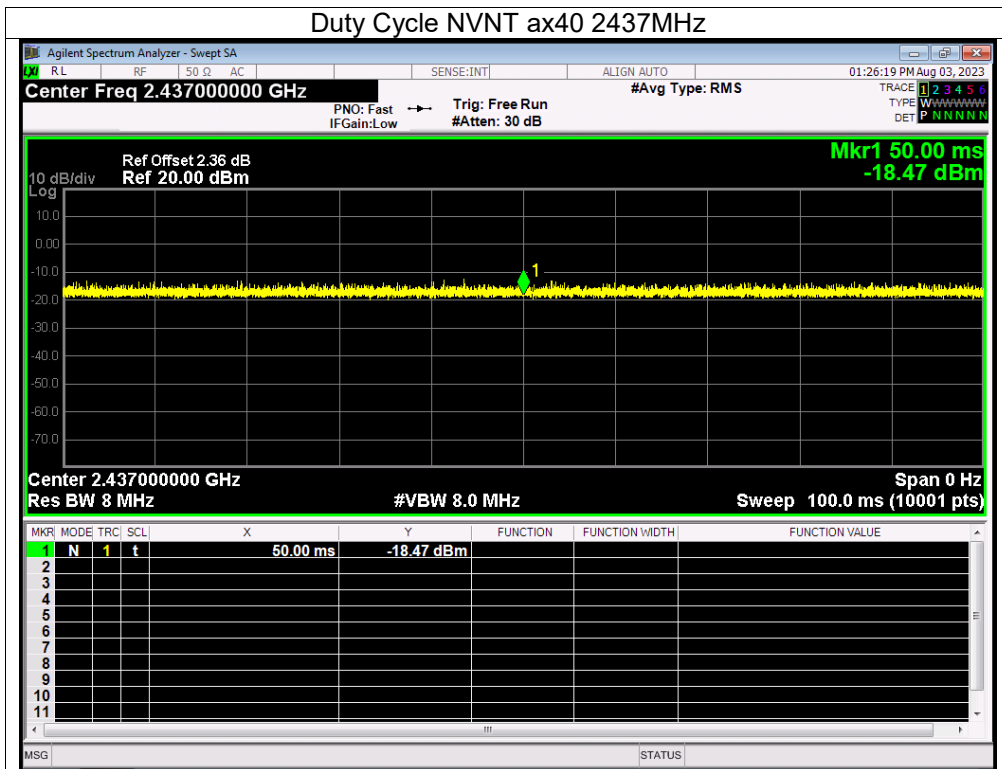 Duty Cycle NVNT ax40 2437MHz
Agilent Spectrum Analyzer - Swept SA
LXI RL RF 50 Ω AC SENSE:INT ALIGN AUTO 01:26:19 PM Aug 03, 2023
Center Freq 2.437000000 GHz #Avg Type: RMS TRACE 1 2 3 4 5 6
PNO: Fast Trig: Free Run TYPE WWWWWWW
IFGain:Low #Atten: 30 dB DET P N N N N N
Mkr1 50.00 ms
Ref Offset 2.36 dB
10 dB/div Ref 20.00 dBm -18.47 dBm
Log
10.0
0.00
-10.0
1
-20.0
-30.0
-40.0
-50.0
-60.0
-70.0
Center 2.437000000 GHz Span 0 Hz
Res BW 8 MHz #VBW 8.0 MHz Sweep 100.0 ms (10001 pts)
MKR MODE TRC SCL X Y FUNCTION FUNCTION WIDTH FUNCTION VALUE
1 N 1 t 50.00 ms -18.47 dBm
2
3
4
5
6
7
8
9
10
11
MSG STATUS